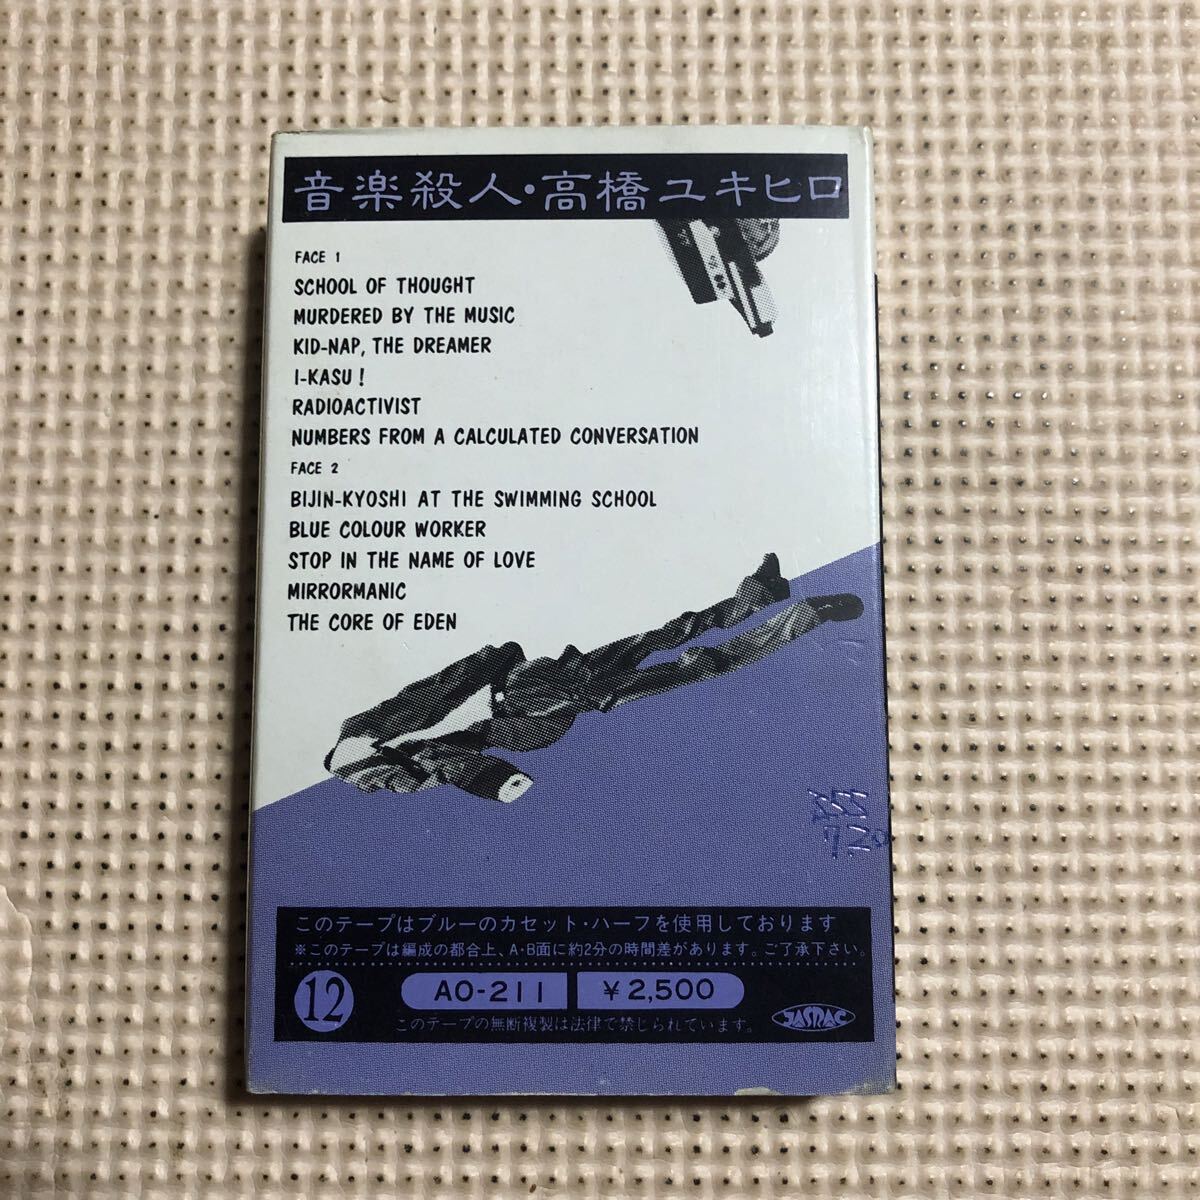 音楽殺人・高橋ユキヒロ
FACE 1
SCHOOL OF THOUGHT
MURDERED BY THE MUSIC
KID-NAP, THE DREAMER
I-KASU!
RADIOACTIVIST
NUMBERS FROM A CALCULATED CONVERSATION
FACE 2
BIJIN-KYOSHI AT THE SWIMMING SCHOOL
BLUE COLOUR WORKER
STOP IN THE NAME OF LOVE
MIRRORMANIC
THE CORE OF EDEN
このテープはブルーのカセット・ハーフを使用しております
※このテープは編成の都合上、A・B面に約2分の時間差があります。ご了承下さい。
12 AO-211 ¥2,500
このテープの無断複製は法律で禁じられています。 JASRAC